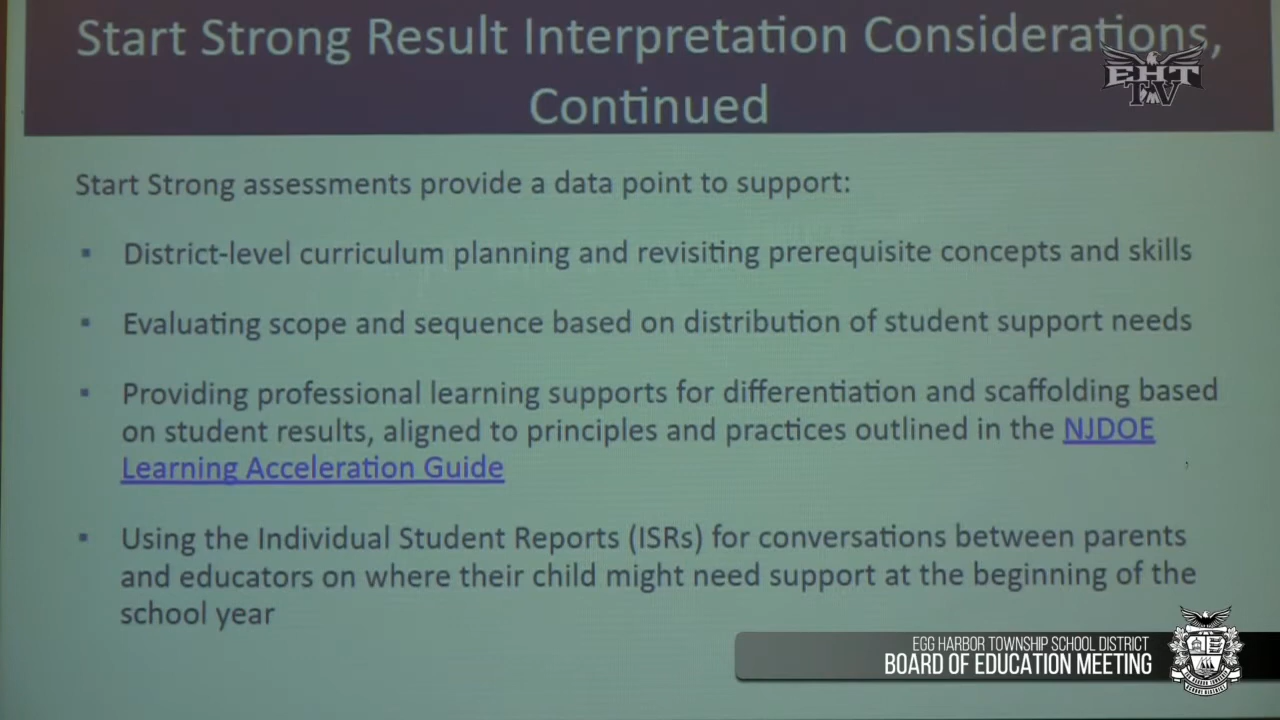 Start Strong Result Interpretation Considerations,
Continued
EHT
TV
Start Strong assessments provide a data point to support:
▪ District-level curriculum planning and revisiting prerequisite concepts and skills
▪ Evaluating scope and sequence based on distribution of student support needs
▪ Providing professional learning supports for differentiation and scaffolding based
on student results, aligned to principles and practices outlined in the NJDOE
Learning Acceleration Guide
▪ Using the Individual Student Reports (ISRs) for conversations between parents
and educators on where their child might need support at the beginning of the
school year
EGG HARBOR TOWNSHIP SCHOOL DISTRICT
BOARD OF EDUCATION MEETING